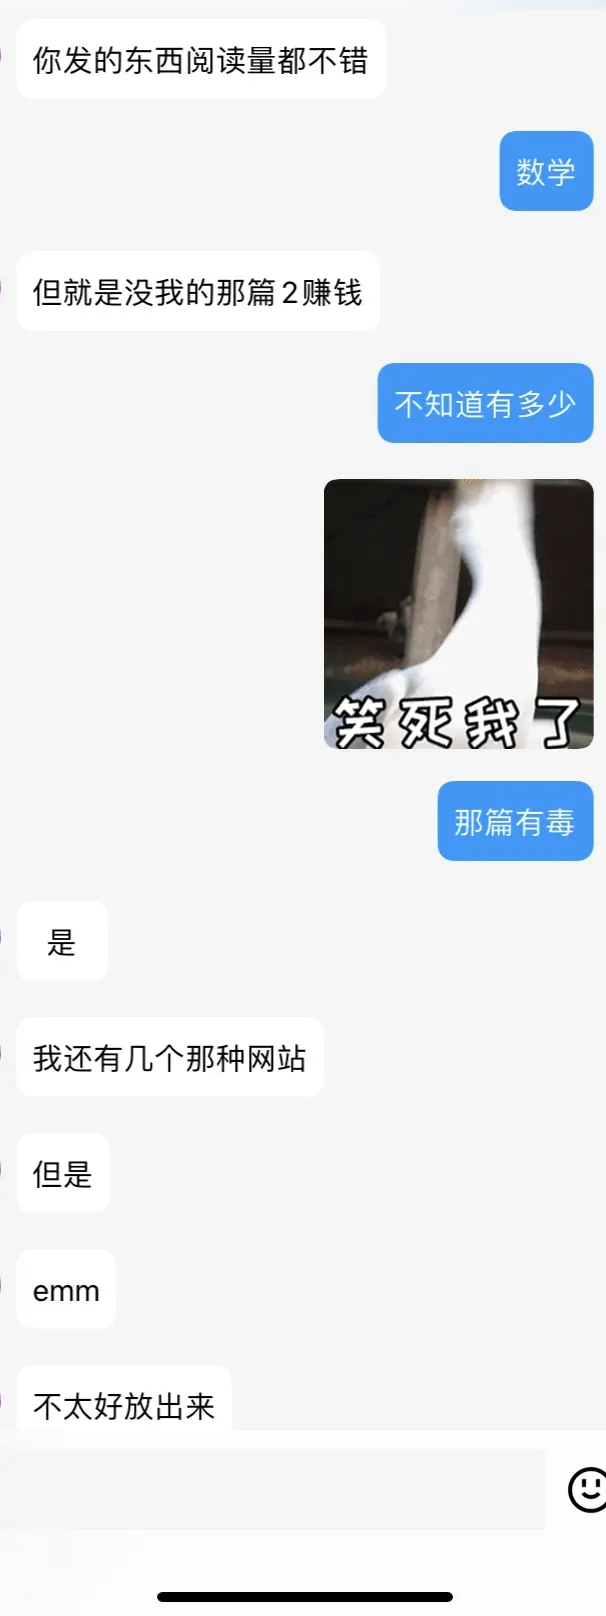 你发的东西阅读量都不错
数学
但就是没我的那篇2赚钱
不知道有多少
笑死我了
那篇有毒
是
我还有几个那种网站
但是
emm
不太好放出来